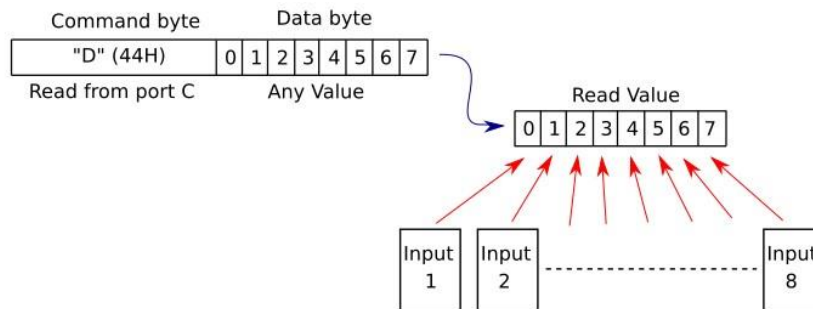 Command byte
Data byte
"D" (44H) 0 1 2 3 4 5 6 7
Read from port C
Any Value
Read Value
0 1 2 3 4 5 6 7
Input
1
Input
2
Input
8